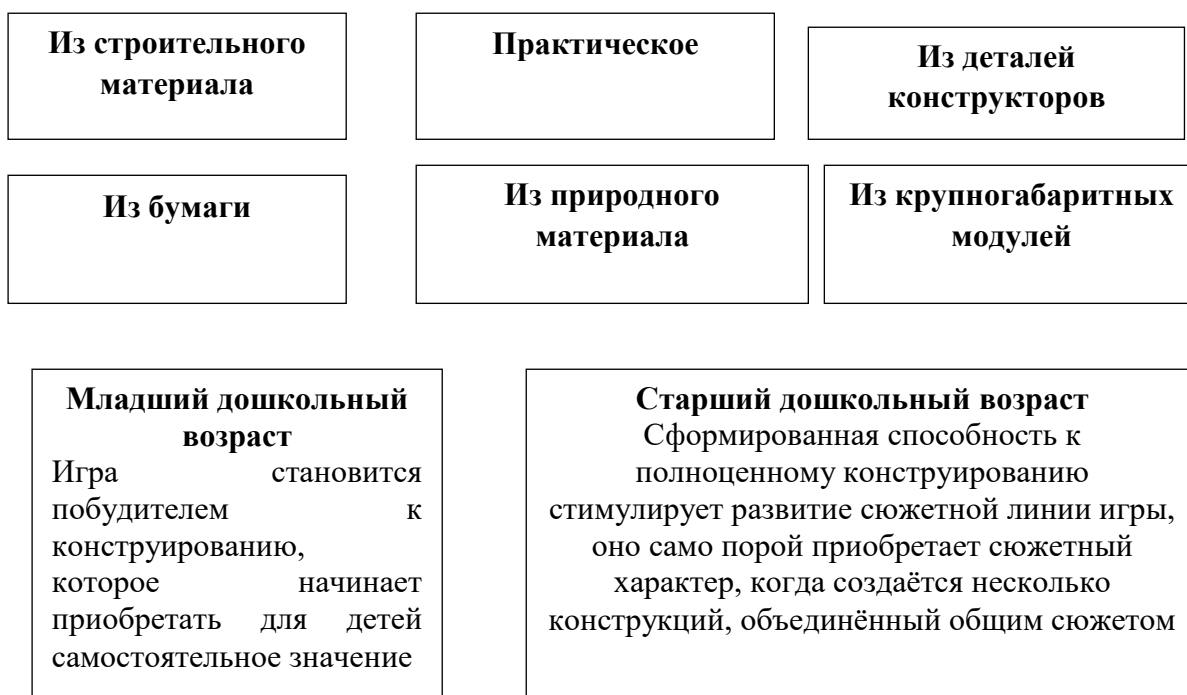 Из строительного
материала
Практическое
Из деталей
конструкторов
Из бумаги
Из природного
материала
Из крупногабаритных
модулей
Младший дошкольный
возраст
Игра становится
побудителем к
конструированию,
которое начинает
приобретать для детей
самостоятельное значение
Старший дошкольный возраст
Сформированная способность к
полноценному конструированию
стимулирует развитие сюжетной линии игры,
оно само порой приобретает сюжетный
характер, когда создаётся несколько
конструкций, объединённый общим сюжетом